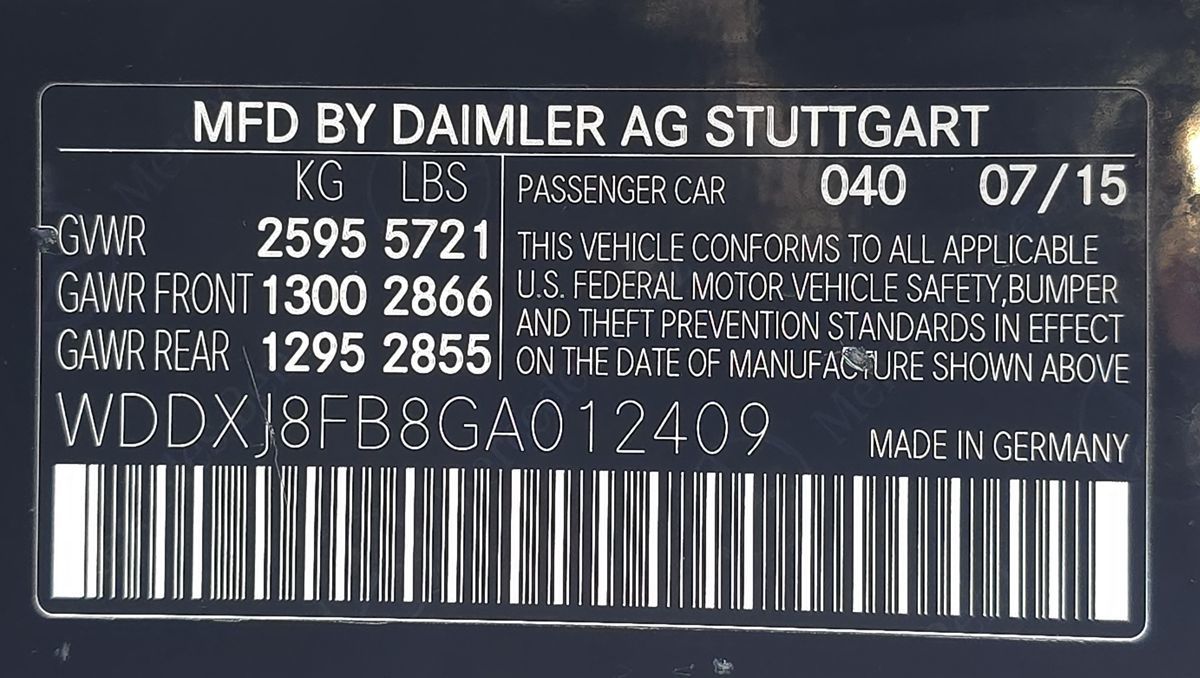 MFD BY DAIMLER AG STUTTGART
KG LBS
GVWR 2595 5721
GAWR FRONT 1300 2866
GAWR REAR 1295 2855
PASSENGER CAR 040 07/15
THIS VEHICLE CONFORMS TO ALL APPLICABLE
U.S. FEDERAL MOTOR VEHICLE SAFETY,BUMPER
AND THEFT PREVENTION STANDARDS IN EFFECT
ON THE DATE OF MANUFACTURE SHOWN ABOVE
WDDXJ8FB8GA012409
MADE IN GERMANY